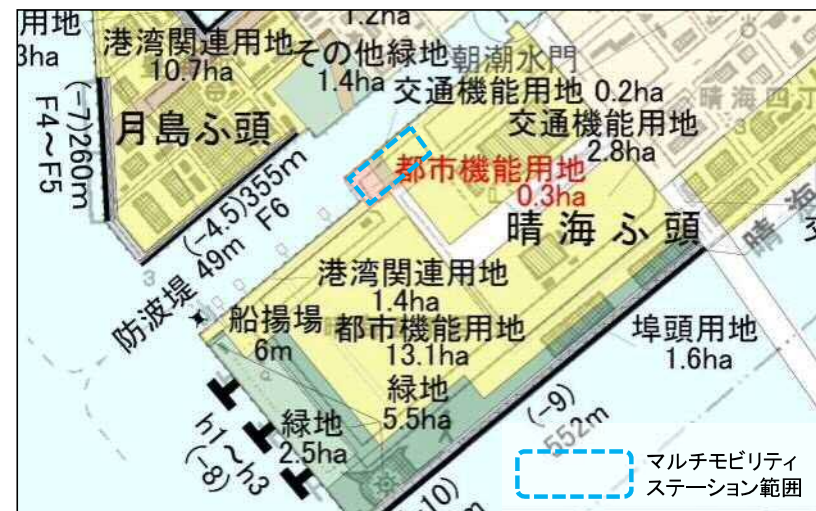 用地
3ha
港湾関連用地
10.7ha
1.2ha
その他緑地
1.4ha
朝潮水門
交通機能用地 0.2ha
晴海四丁
3
交通機能用地
2.8ha
(-7)260m
F4～F5
月島ふ頭
(-4.5)355m
F6
都市機能用地
0.3ha
晴海ふ頭
晴海
3
防波堤 49m
港湾関連用地
1.4ha
船揚場
6m
都市機能用地
13.1ha
埠頭用地
1.6ha
緑地
5.5ha
緑地
2.5ha
h1～h3
(-8)
(-9)
552m
(-10)
マルチモビリティ
ステーション範囲